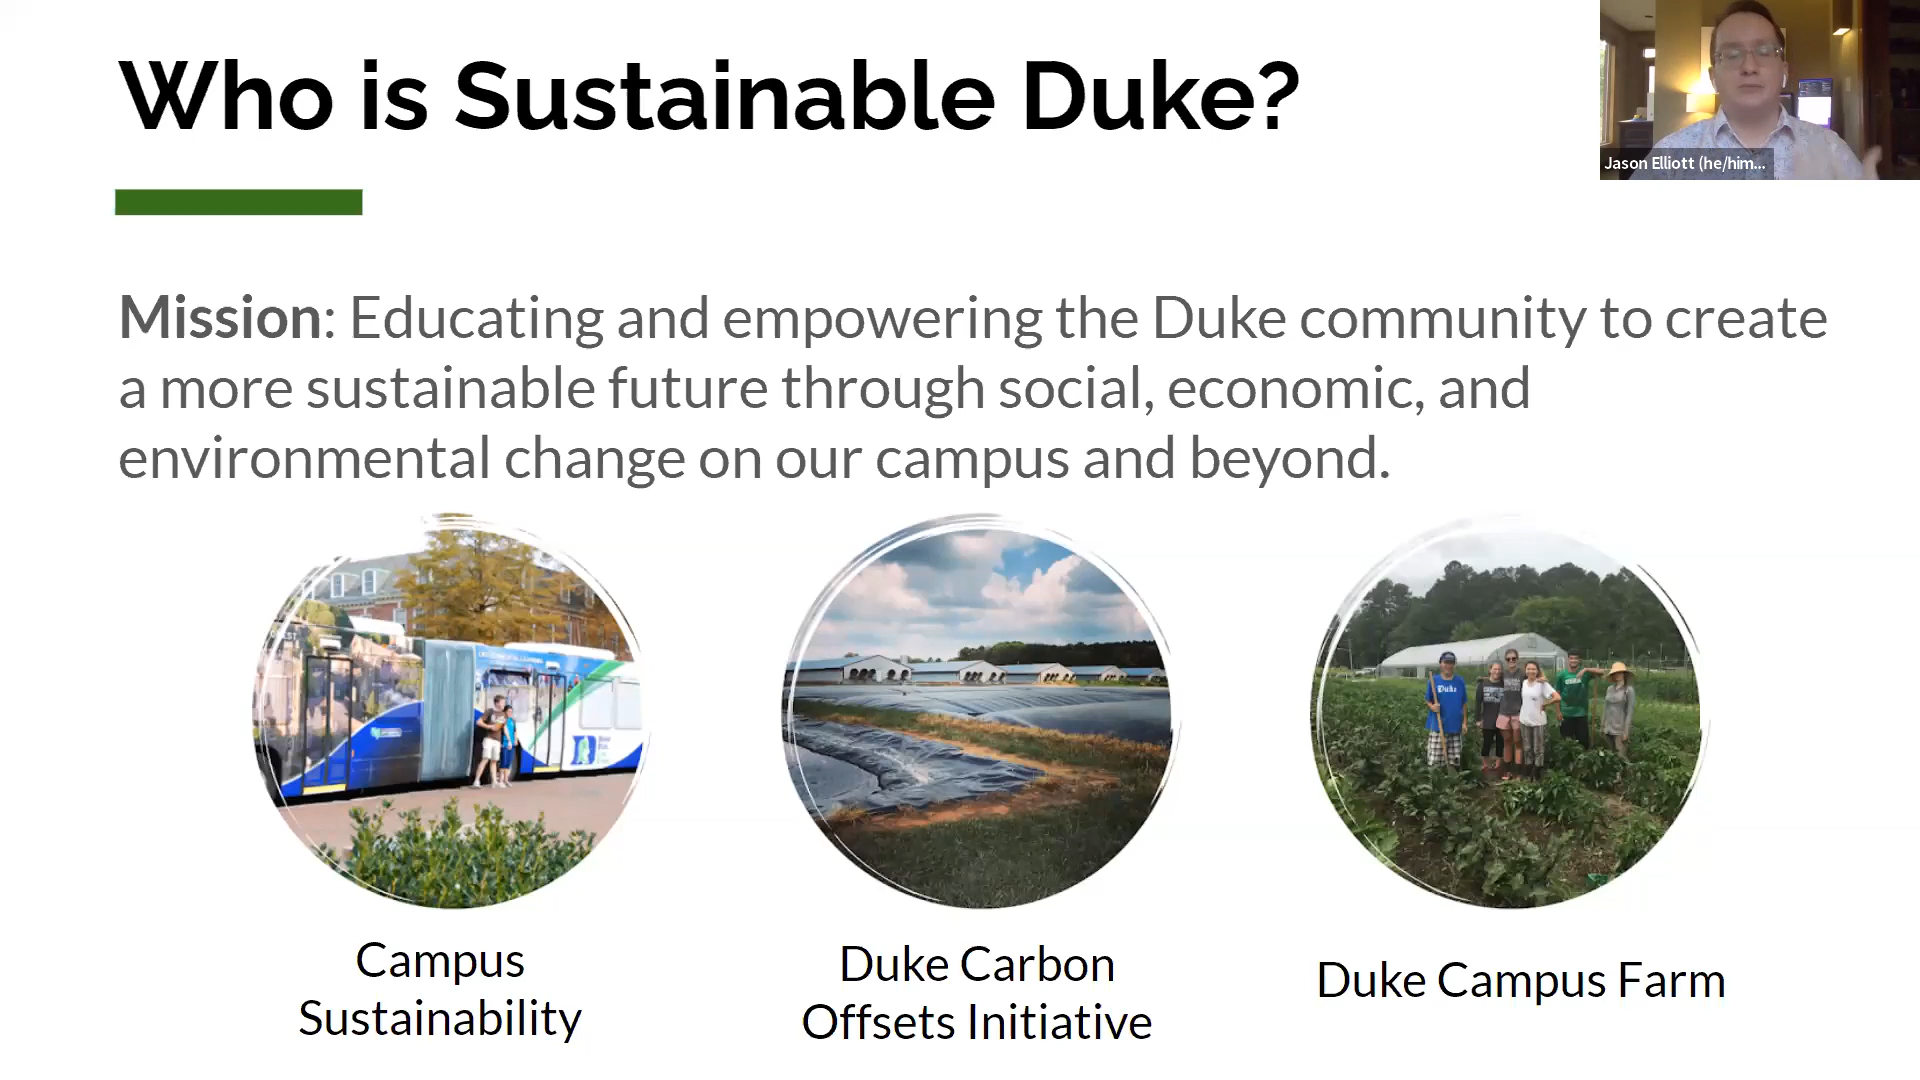 Who is Sustainable Duke?
Jason Elliott (he/him...
Mission: Educating and empowering the Duke community to create
a more sustainable future through social, economic, and
environmental change on our campus and beyond.
Duke
Campus
Sustainability
Duke Carbon
Offsets Initiative
Duke Campus Farm